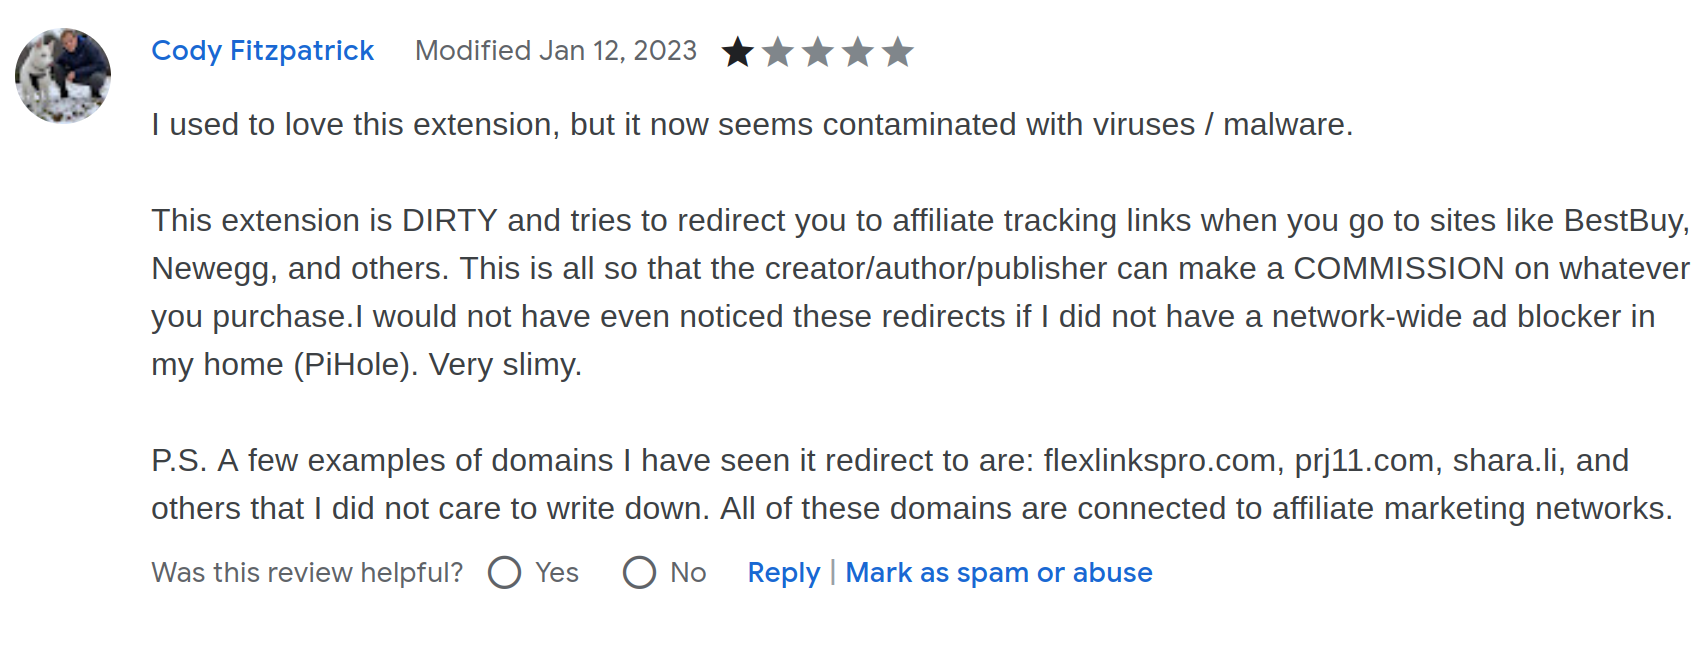 Cody Fitzpatrick Modified Jan 12, 2023
I used to love this extension, but it now seems contaminated with viruses / malware.
This extension is DIRTY and tries to redirect you to affiliate tracking links when you go to sites like BestBuy,
Newegg, and others. This is all so that the creator/author/publisher can make a COMMISSION on whatever
you purchase.I would not have even noticed these redirects if I did not have a network-wide ad blocker in
my home (PiHole). Very slimy.
P.S. A few examples of domains I have seen it redirect to are: flexlinkspro.com, prj11.com, shara.li, and
others that I did not care to write down. All of these domains are connected to affiliate marketing networks.
Was this review helpful? Yes No Reply | Mark as spam or abuse